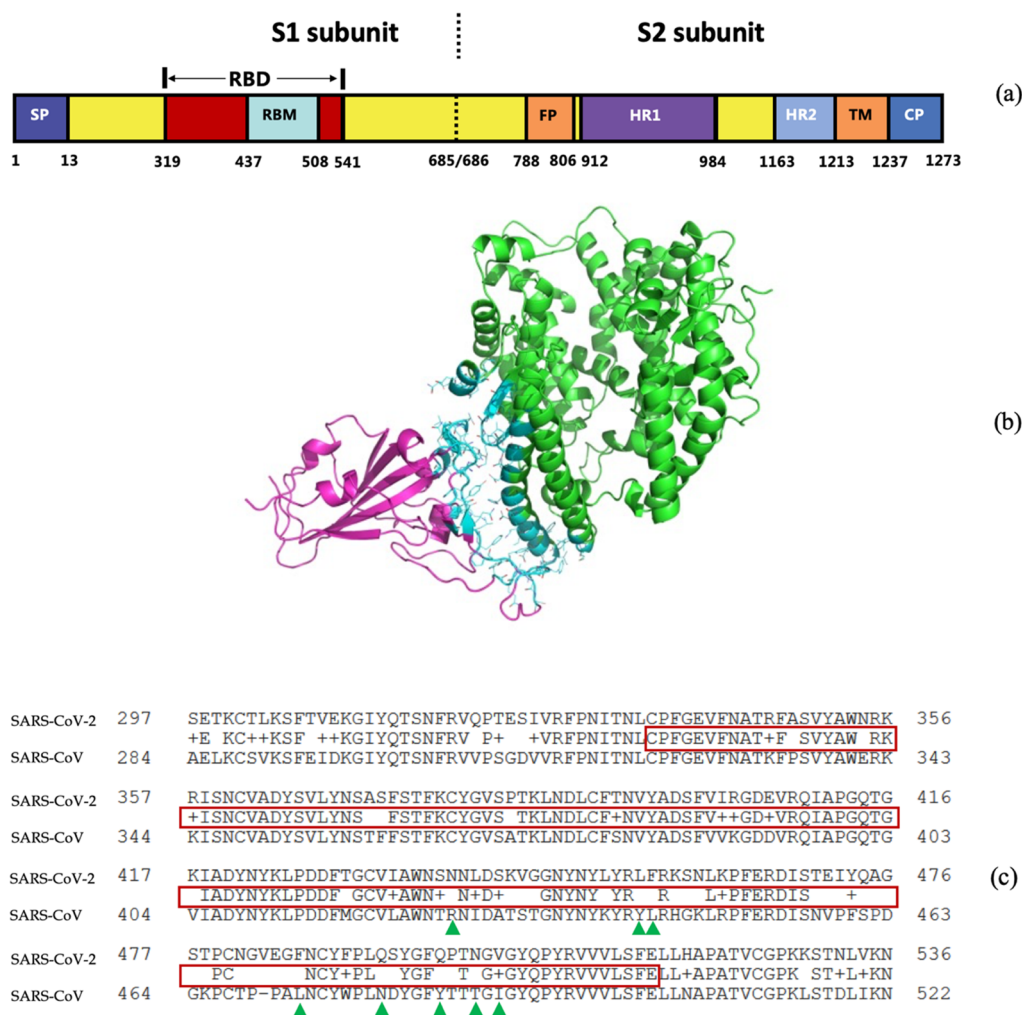 S1 subunit S2 subunit
RBD
(a)
SP RBM FP HR1 HR2 TM CP
1 13 319 437 508 541 685/686 788 806 912 984 1163 1213 1237 1273
(b)
SARS-CoV-2 297 SETKCTLKSFTVEKGIYQTSNFRVQPTESIVRFPNITNLCPFGEVFNATRFASVYAWNRK 356
+E KC++KSF ++KGIYQTSNFRV P+ +VRFPNITNLCPFGEVFNAT+F SVYAW RK
SARS-CoV 284 AELKCSVKSFEIDKGIYQTSNFRVVPSGDVVRFPNITNLCPFGEVFNATKFPSVYAWERK 343
SARS-CoV-2 357 RISNCVADYSVLYNSASFSTFKCYGVSPTKLNDLCFTNVYADSFVIRGDEVRQIAPGQTG 416
+ISNCVADYSVLYNS FFSTFKCYGVS TKLNDLCF+NVYADSFV++GD+VRQIAPGQTG
SARS-CoV 344 KISNCVADYSVLYNSTFFSTFKCYGVSATKLNDLCFSNVYADSFVVKGDDVRQIAPGQTG 403
SARS-CoV-2 417 KIADYNYKLPDDFTGCVIAWNSNNLDSKVGGNYNYLYRLFRKSNLKPFERDISTEIYQAG 476
IADYNYKLPDDF GCV+AWN+ N+D+ GNYNY YR R L+PFERDIS +
SARS-CoV 404 VIADYNYKLPDDFMGCVLAWNTRNIDATSTGNYNYKYRYLRHGKLRPFERDISNVPFSPD 463
(c)
SARS-CoV-2 477 STPCNGVEGFNCYFPLQSYGFQPTNGVGYQPYRVVVLSFELLHAPATVCGPKKSTNLVKN 536
PC NCY+PL YGF T G+GYQPYRVVVLSFELL+APATVCGPK ST+L+KN
SARS-CoV 464 GKPCTP-PALNCYWPLNDYGFYTTTGIGYQPYRVVVLSFELLNAPATVCGPKLSTDLIKN 522